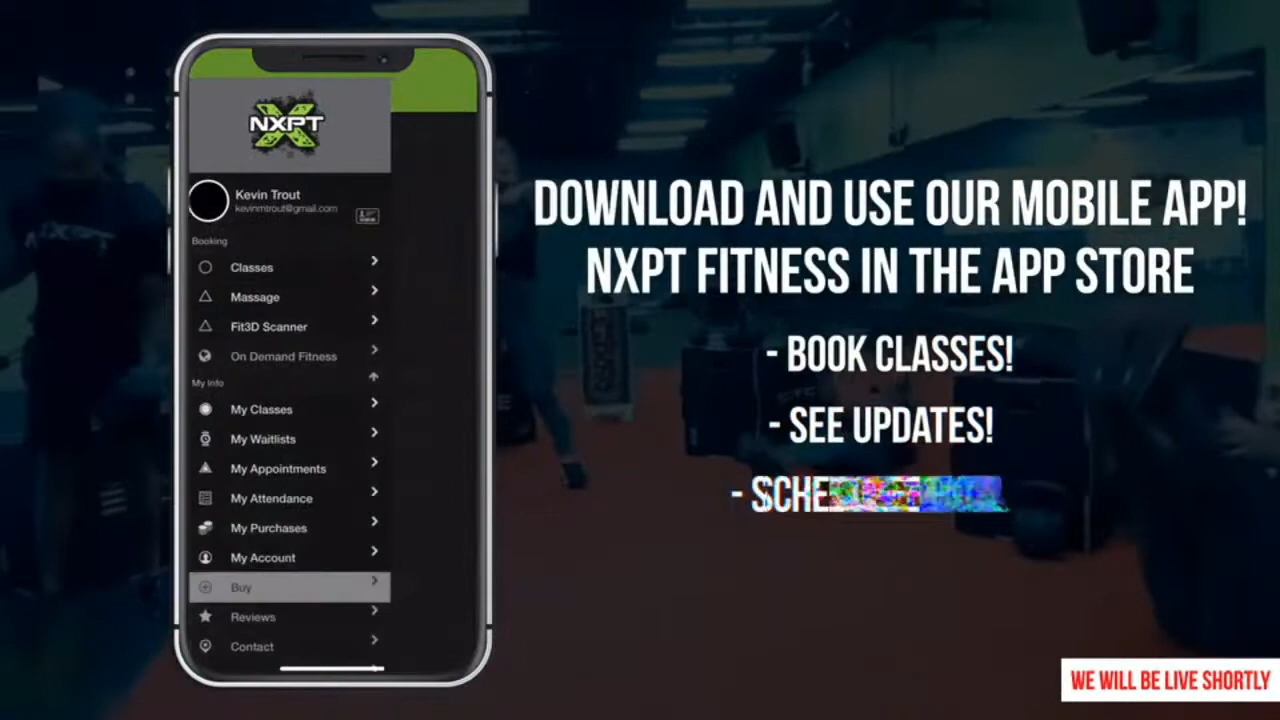 NXPT
Kevin Trout
kevinmtrout@gmail.com
Booking
Classes
Massage
Fit3D Scanner
On Demand Fitness
My Info
My Classes
My Waitlists
My Appointments
My Attendance
My Purchases
My Account
Buy
Reviews
Contact
DOWNLOAD AND USE OUR MOBILE APP!
NXPT FITNESS IN THE APP STORE
- BOOK CLASSES!
- SEE UPDATES!
WE WILL BE LIVE SHORTLY